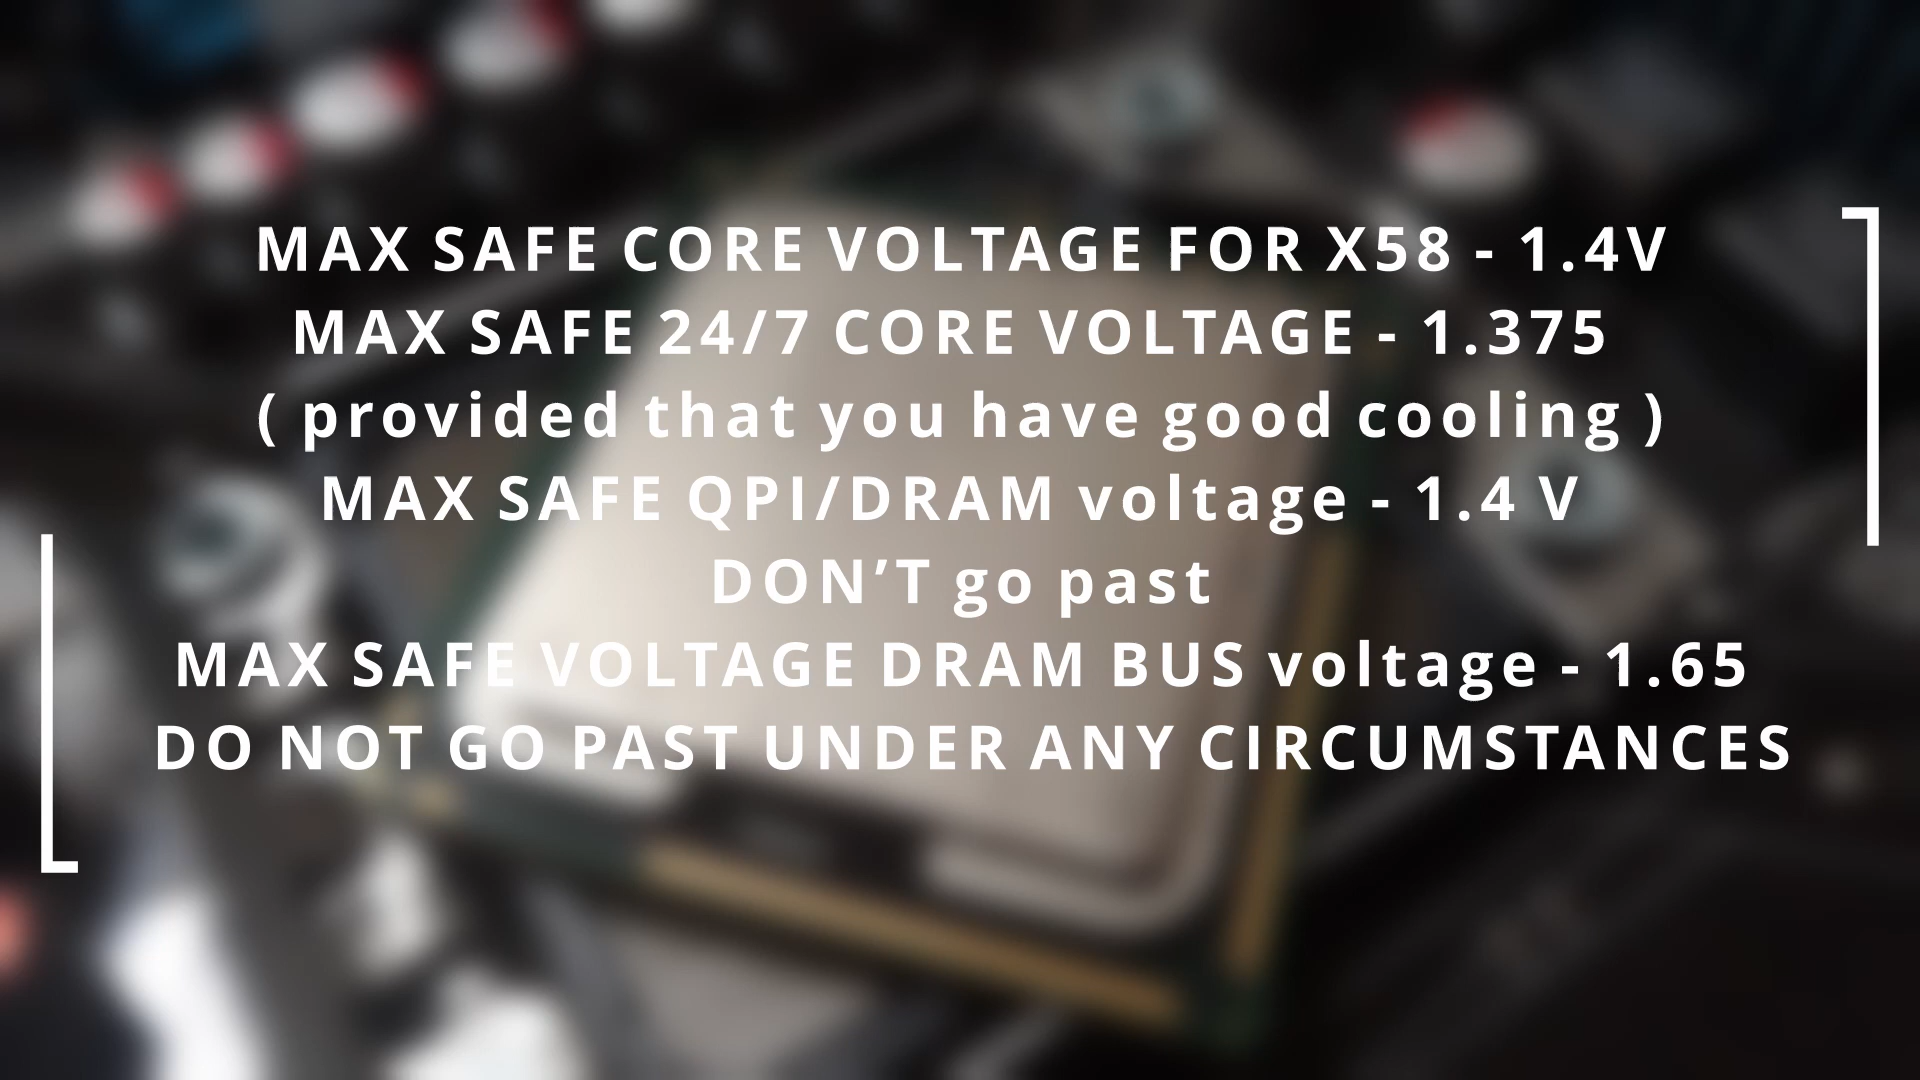 MAX SAFE CORE VOLTAGE FOR X58 - 1.4V
MAX SAFE 24/7 CORE VOLTAGE - 1.375
( provided that you have good cooling )
MAX SAFE QPI/DRAM voltage - 1.4 V
DON’T go past
MAX SAFE VOLTAGE DRAM BUS voltage - 1.65
DO NOT GO PAST UNDER ANY CIRCUMSTANCES